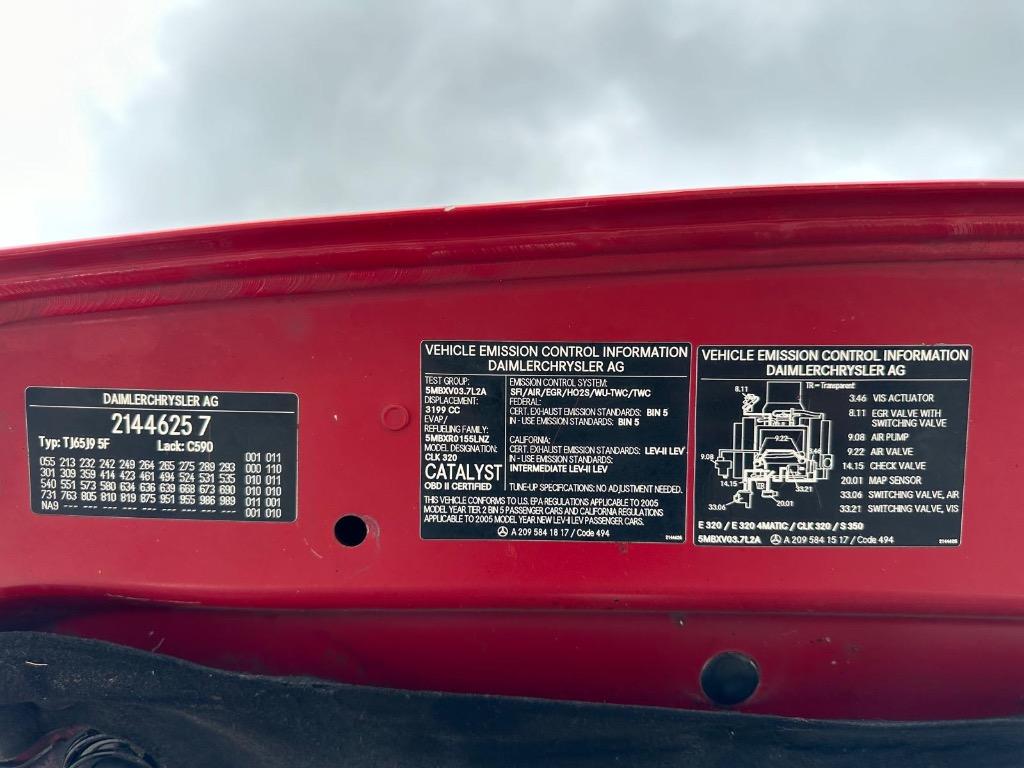 DAIMLERCHRYSLER AG
2144625 7
Typ: TJ65J9 5F Lack: C590
055 213 232 242 249 264 265 275 289 293 001 011
301 309 359 414 423 461 494 524 531 535 000 110
540 551 573 580 634 636 639 668 673 690 010 010
731 763 805 810 819 875 951 955 986 989 010 011
NA9 001 011
001 010
VEHICLE EMISSION CONTROL INFORMATION
DAIMLERCHRYSLER AG
TEST GROUP:
5MBXV03.7L2A
DISPLACEMENT:
3199 CC
EVAP/
REFUELING FAMILY:
5MBXR0155LNZ
MODEL DESIGNATION:
CLK 320
CATALYST
OBD II CERTIFIED
EMISSION CONTROL SYSTEM:
SFI/AIR/EGR/HO2S/WU-TWC/TWC
FEDERAL:
CERT. EXHAUST EMISSION STANDARDS: BIN 5
IN - USE EMISSION STANDARDS: BIN 5
CALIFORNIA:
CERT. EXHAUST EMISSION STANDARDS: LEV-II LEV
IN - USE EMISSION STANDARDS:
INTERMEDIATE LEV-II LEV
TUNE-UP SPECIFICATIONS: NO ADJUSTMENT NEEDED.
THIS VEHICLE CONFORMS TO U.S. EPA REGULATIONS APPLICABLE TO 2005
MODEL YEAR TIER 2 BIN 5 PASSENGER CARS AND CALIFORNIA REGULATIONS
APPLICABLE TO 2005 MODEL YEAR NEW LEV-II LEV PASSENGER CARS.
A 209 584 18 17 / Code 494
2144625
VEHICLE EMISSION CONTROL INFORMATION
DAIMLERCHRYSLER AG
TR = Transparent
8.11
9.22
9.08
3.46
14.15
TR
33.21
33.06
20.01
3.46 VIS ACTUATOR
8.11 EGR VALVE WITH
SWITCHING VALVE
9.08 AIR PUMP
9.22 AIR VALVE
14.15 CHECK VALVE
20.01 MAP SENSOR
33.06 SWITCHING VALVE, AIR
33.21 SWITCHING VALVE, VIS
E 320 / E 320 4MATIC / CLK 320 / S 350
5MBXV03.7L2A A 209 584 15 17 / Code 494
2144625